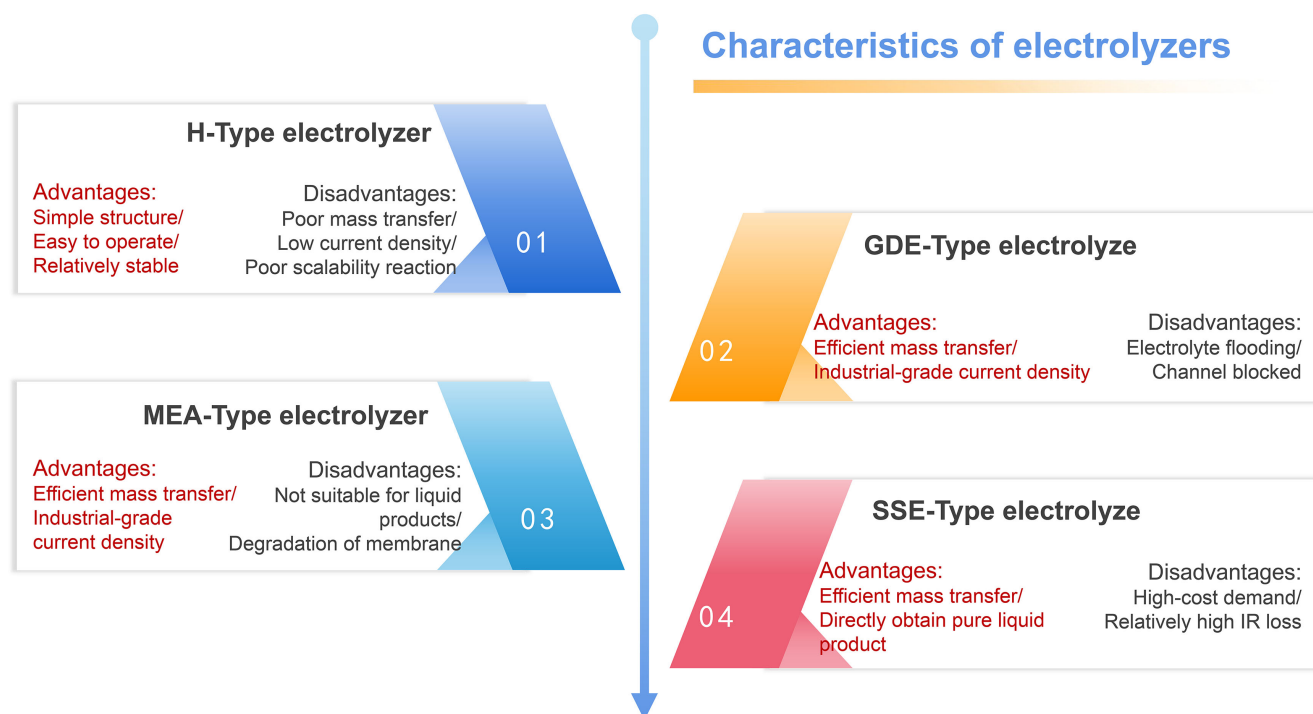 Characteristics of electrolyzers
H-Type electrolyzer
Advantages:
Simple structure/
Easy to operate/
Relatively stable
Disadvantages:
Poor mass transfer/
Low current density/
Poor scalability reaction
01
GDE-Type electrolyze
02
Advantages:
Efficient mass transfer/
Industrial-grade current density
Disadvantages:
Electrolyte flooding/
Channel blocked
MEA-Type electrolyzer
Advantages:
Efficient mass transfer/
Industrial-grade
current density
Disadvantages:
Not suitable for liquid
products/
Degradation of membrane
03
SSE-Type electrolyze
04
Advantages:
Efficient mass transfer/
Directly obtain pure liquid
product
Disadvantages:
High-cost demand/
Relatively high IR loss